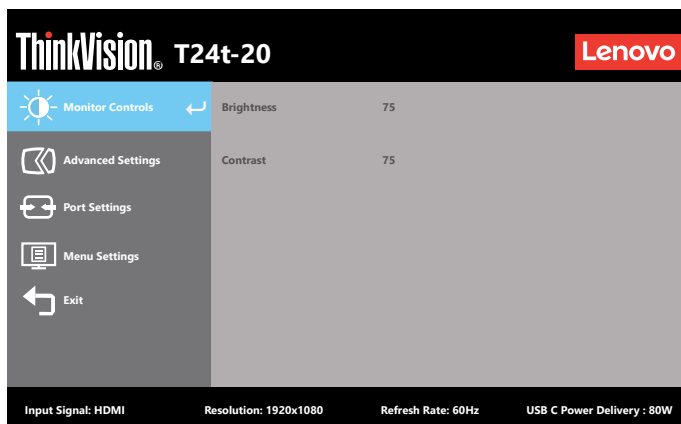 ThinkVision® T24t-20
Lenovo
Monitor Controls
Brightness 75
Advanced Settings
Contrast 75
Port Settings
Menu Settings
Exit
Input Signal: HDMI Resolution: 1920x1080 Refresh Rate: 60Hz USB C Power Delivery : 80W